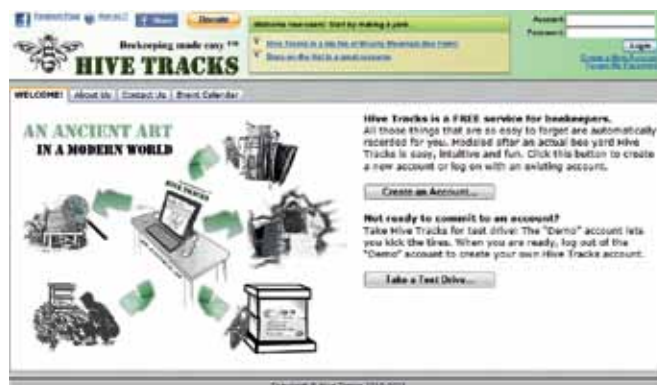 Facebook Page
Share
Donate
Beekeeping made easy ™
HIVE TRACKS
Account
Password
Login
WELCOME!
About Us
Contact Us
Event Calendar
AN ANCIENT ART
IN A MODERN WORLD
HIVE TRACKS
Hive Tracks is a FREE service for beekeepers.
All those things that are so easy to forget are automatically
recorded for you. Modeled after an actual bee yard Hive
Tracks is easy, intuitive and fun. Click this button to create
a new account or log on with an existing account.
Create an Account...
Not ready to commit to an account?
Take Hive Tracks for test drive! The "Demo" account lets
you kick the tires. When you are ready, log out of the
"Demo" account to create your own Hive Tracks account.
Take a Test Drive...